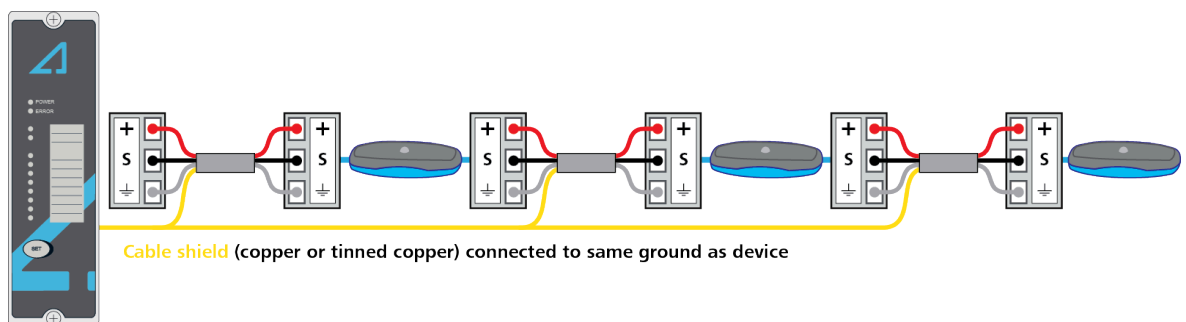 POWER
ERROR
SET
+
S
+
S
+
S
+
S
+
S
+
S
Cable shield (copper or tinned copper) connected to same ground as device